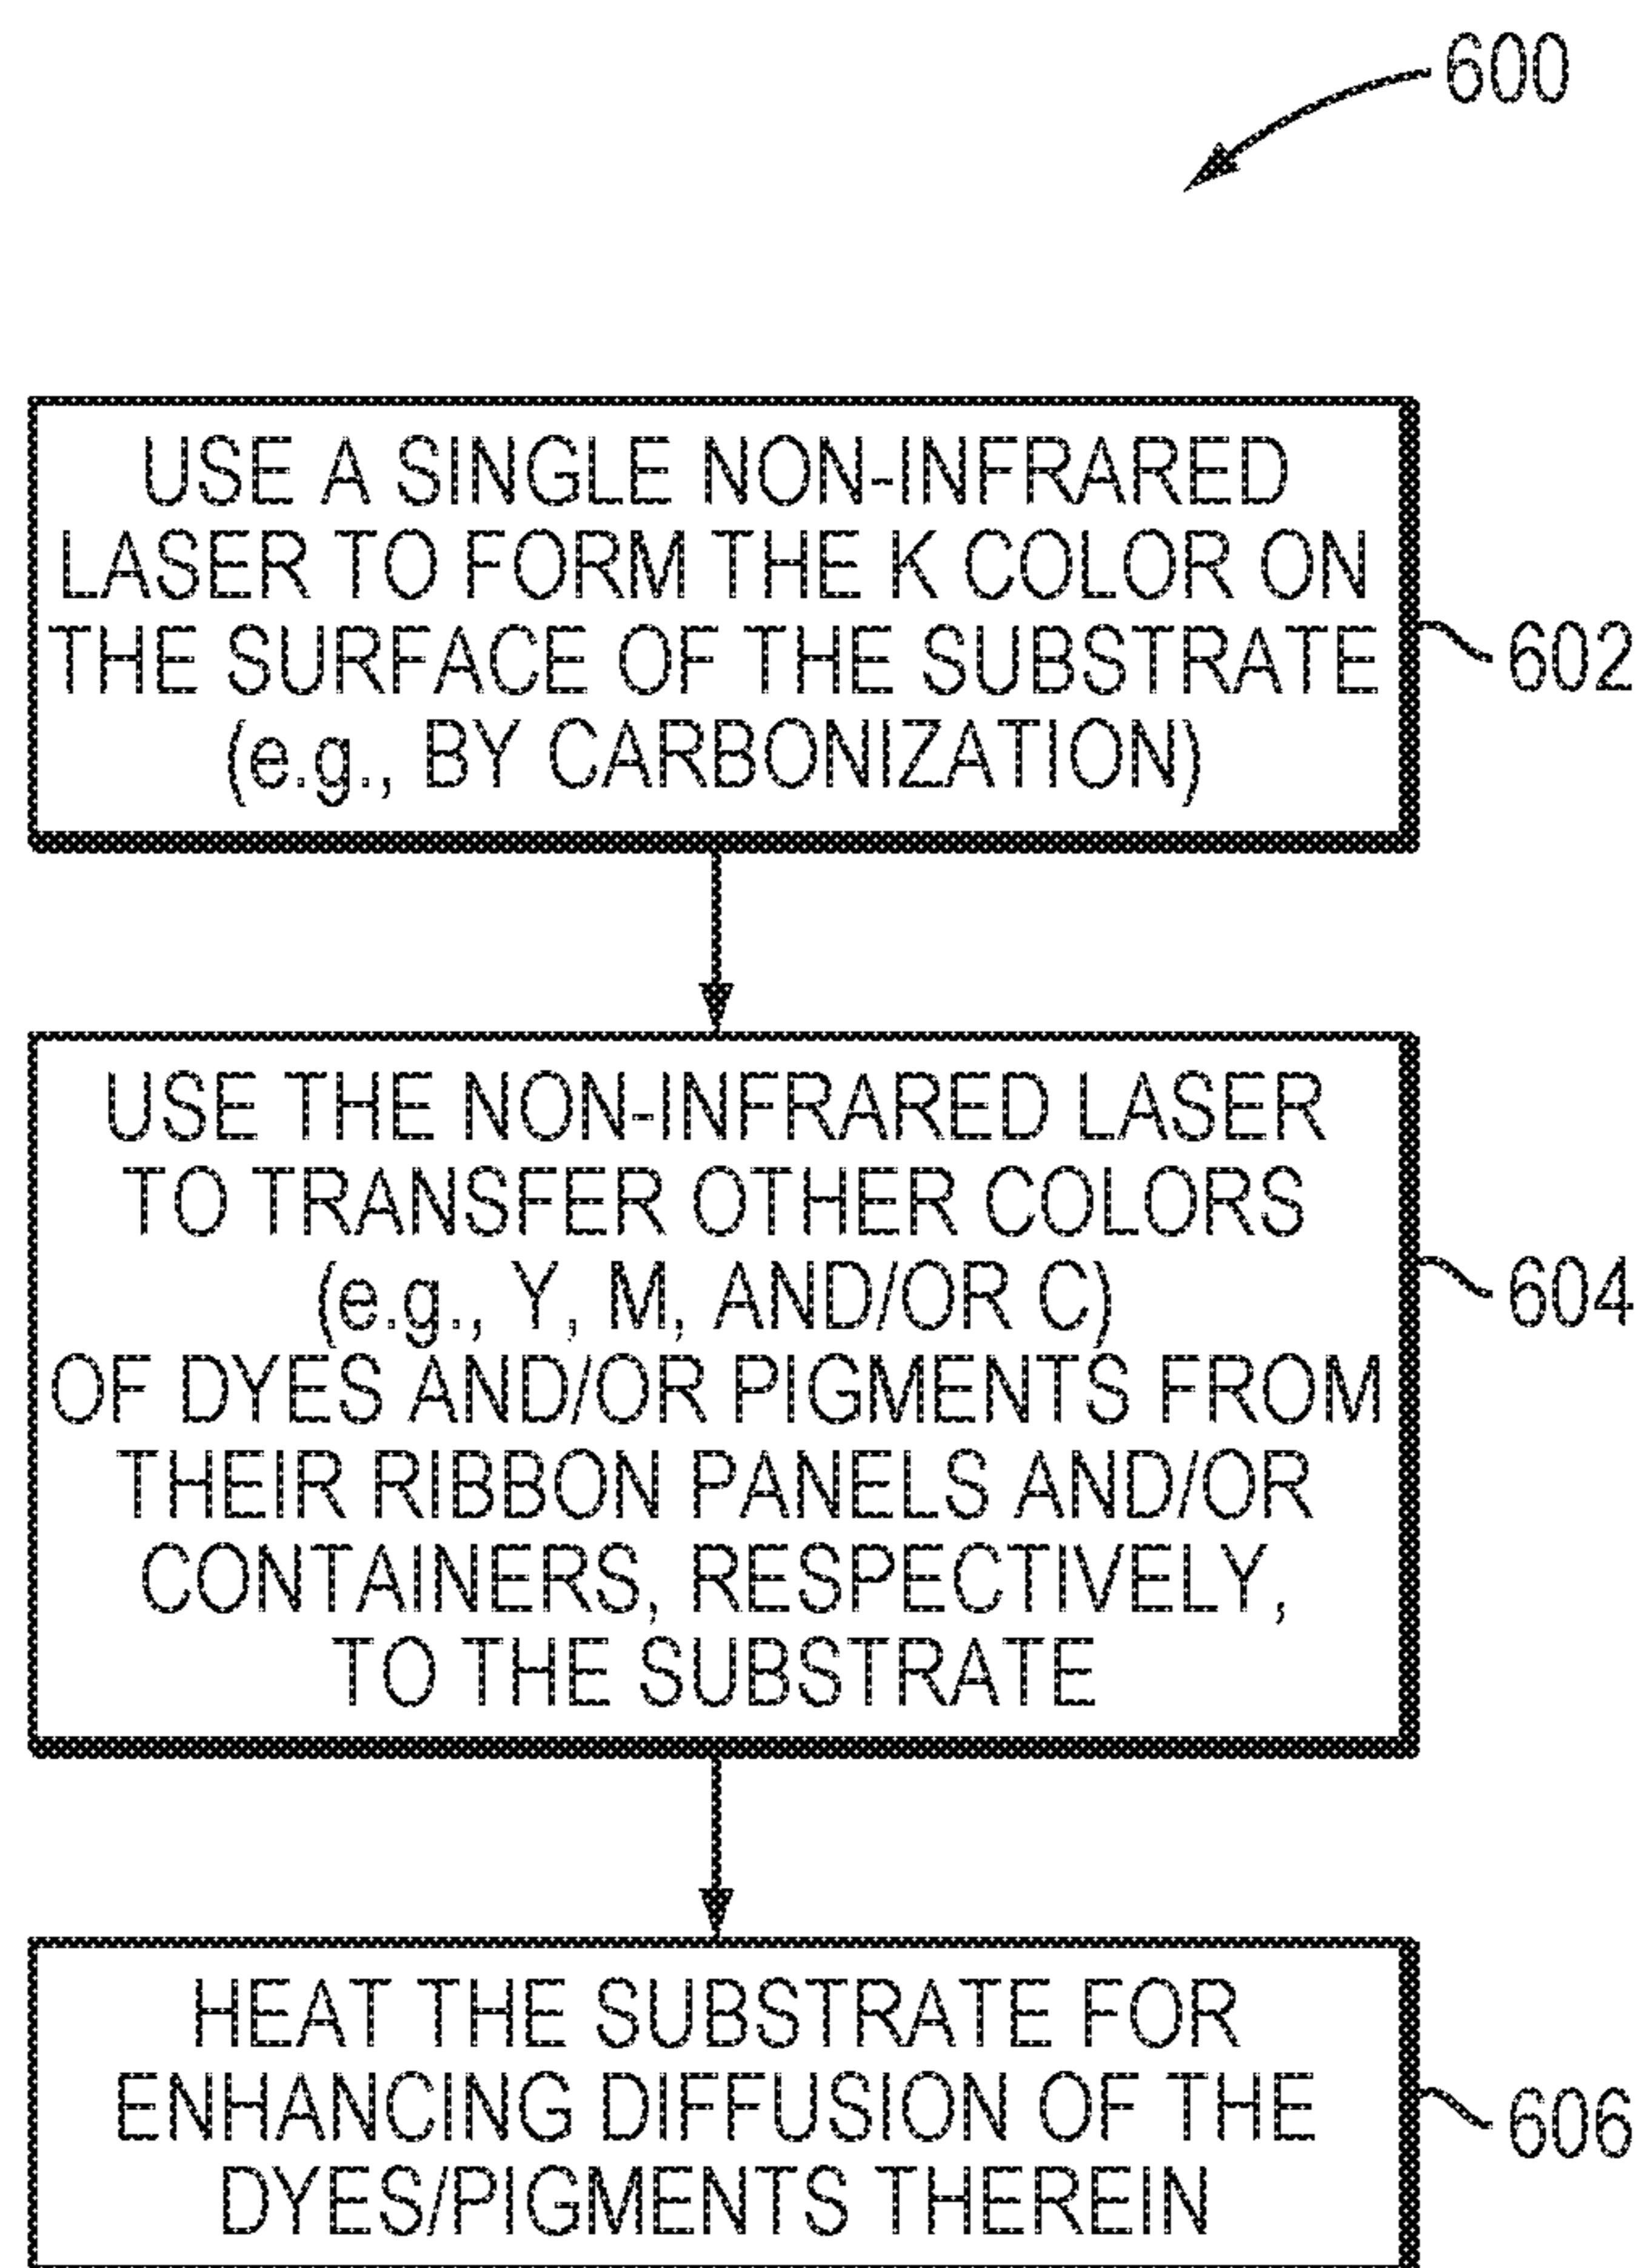 600
USE A SINGLE NON-INFRARED
LASER TO FORM THE K COLOR ON
THE SURFACE OF THE SUBSTRATE
(e.g., BY CARBONIZATION)
602
USE THE NON-INFRARED LASER
TO TRANSFER OTHER COLORS
(e.g., Y, M, AND/OR C)
OF DYES AND/OR PIGMENTS FROM
THEIR RIBBON PANELS AND/OR
CONTAINERS, RESPECTIVELY,
TO THE SUBSTRATE
604
HEAT THE SUBSTRATE FOR
ENHANCING DIFFUSION OF THE
DYES/PIGMENTS THEREIN
606